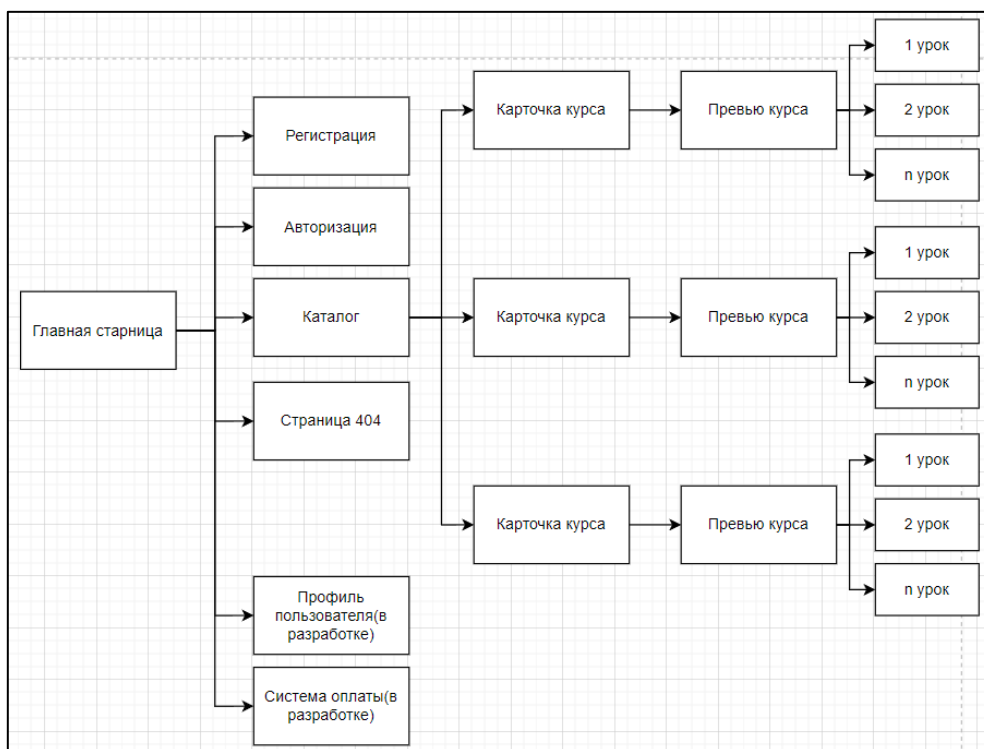 Главная старница
Регистрация
Авторизация
Каталог
Страница 404
Профиль
пользователя(в
разработке)
Система оплаты(в
разработке)
Карточка курса
Превью курса
1 урок
2 урок
n урок
Карточка курса
Превью курса
1 урок
2 урок
n урок
Карточка курса
Превью курса
1 урок
2 урок
n урок